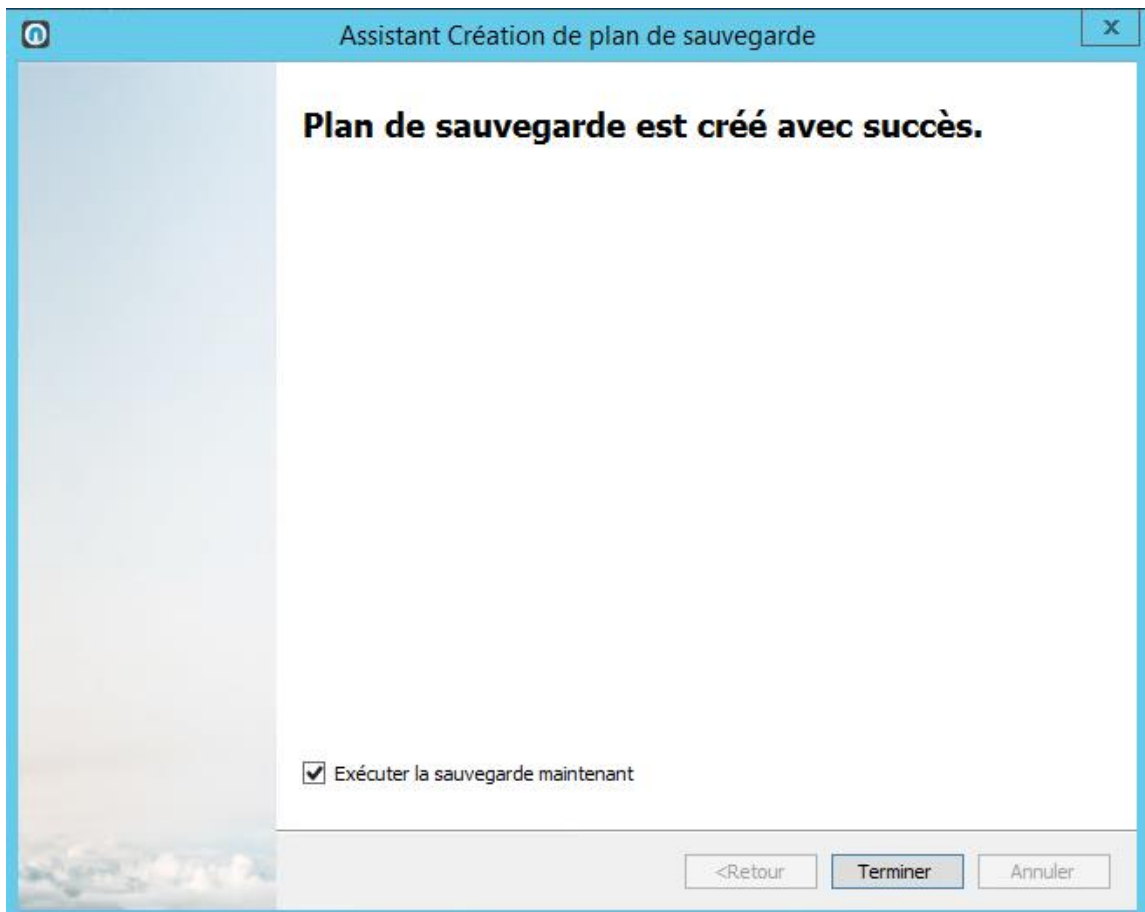 Assistant Création de plan de sauvegarde
x
Plan de sauvegarde est créé avec succès.
Exécuter la sauvegarde maintenant
<Retour Terminer Annuler